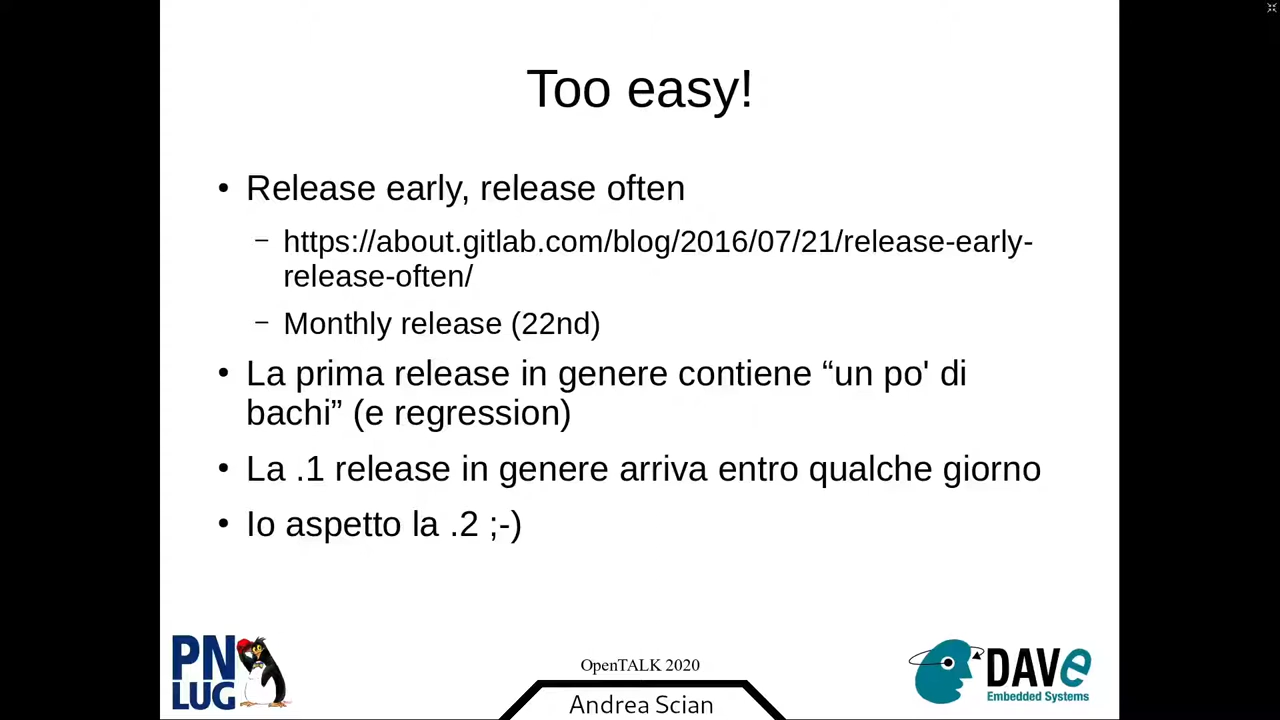 Too easy!
• Release early, release often
– https://about.gitlab.com/blog/2016/07/21/release-early-
release-often/
– Monthly release (22nd)
• La prima release in genere contiene “un po' di
bachi” (e regression)
• La .1 release in genere arriva entro qualche giorno
• Io aspetto la .2 ;-)
PN
LUG
OpenTALK 2020
Andrea Scian
DAVe
Embedded Systems